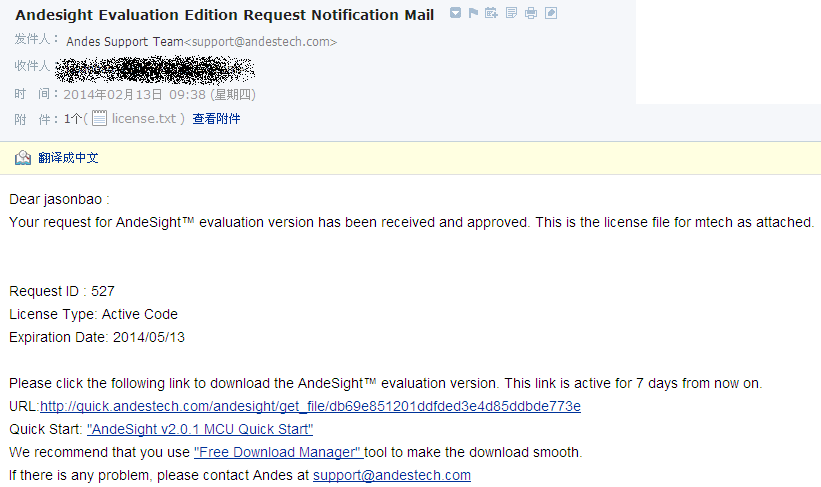 Andesight Evaluation Edition Request Notification Mail
发件人： Andes Support Team<support@andestech.com>
收件人
时　间：2014年02月13日 09:38 (星期四)
附　件：1个( license.txt ) 查看附件
翻译成中文
Dear jasonbao :
Your request for AndeSight™ evaluation version has been received and approved. This is the license file for mtech as attached.
Request ID : 527
License Type: Active Code
Expiration Date: 2014/05/13
Please click the following link to download the AndeSight™ evaluation version. This link is active for 7 days from now on.
URL:http://quick.andestech.com/andesight/get_file/db69e851201ddfded3e4d85ddbde773e
Quick Start: "AndeSight v2.0.1 MCU Quick Start"
We recommend that you use "Free Download Manager" tool to make the download smooth.
If there is any problem, please contact Andes at support@andestech.com